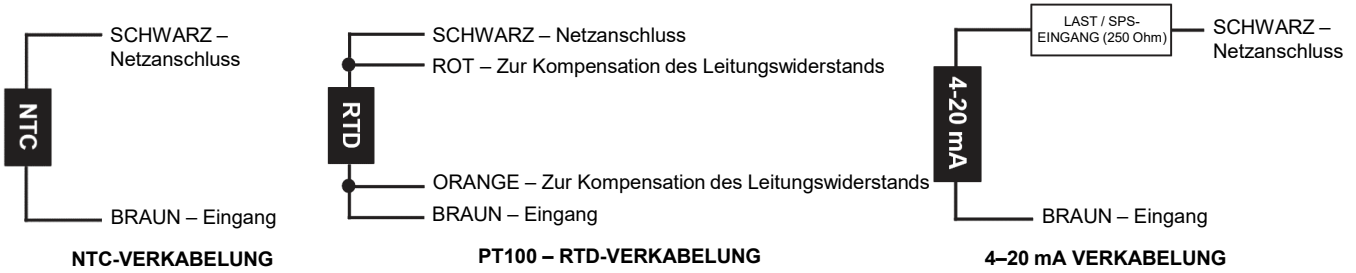 SCHWARZ –
Netzanschluss
NTC
BRAUN – Eingang
NTC-VERKABELUNG
SCHWARZ – Netzanschluss
ROT – Zur Kompensation des Leitungswiderstands
RTD
ORANGE – Zur Kompensation des Leitungswiderstands
BRAUN – Eingang
PT100 – RTD-VERKABELUNG
LAST / SPS-
EINGANG (250 Ohm)
SCHWARZ –
Netzanschluss
4-20 mA
BRAUN – Eingang
4–20 mA VERKABELUNG